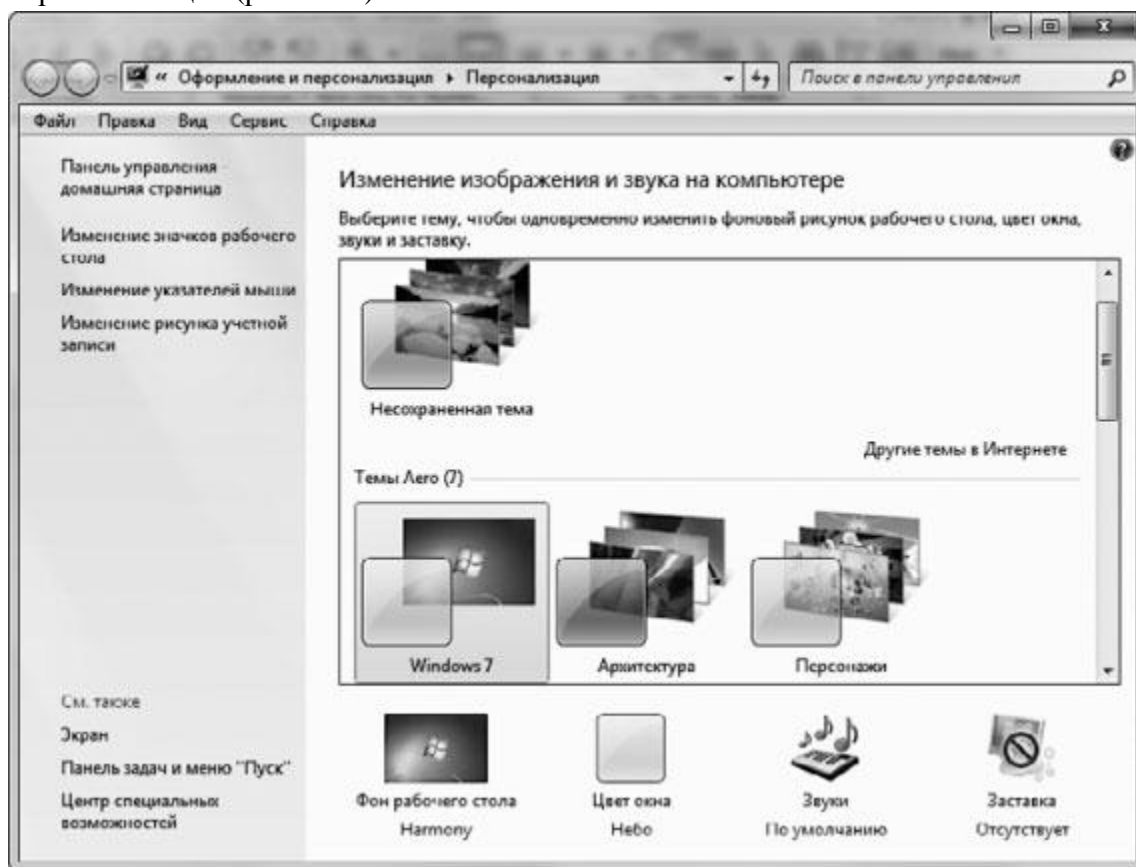 « Оформление и персонализация ▸ Персонализация
Поиск в панели управления
Файл Правка Вид Сервис Справка
Панель управления -
домашняя страница
Изменение значков рабочего
стола
Изменение указателей мыши
Изменение рисунка учетной
записи
Изменение изображения и звука на компьютере
Выберите тему, чтобы одновременно изменить фоновый рисунок рабочего стола, цвет окна,
звуки и заставку.
Несохраненная тема
Другие темы в Интернете
Темы Aero (7)
Windows 7
Архитектура
Персонажи
См. также
Экран
Панель задач и меню "Пуск"
Центр специальных
возможностей
Фон рабочего стола
Harmony
Цвет окна
Небо
Звуки
По умолчанию
Заставка
Отсутствует